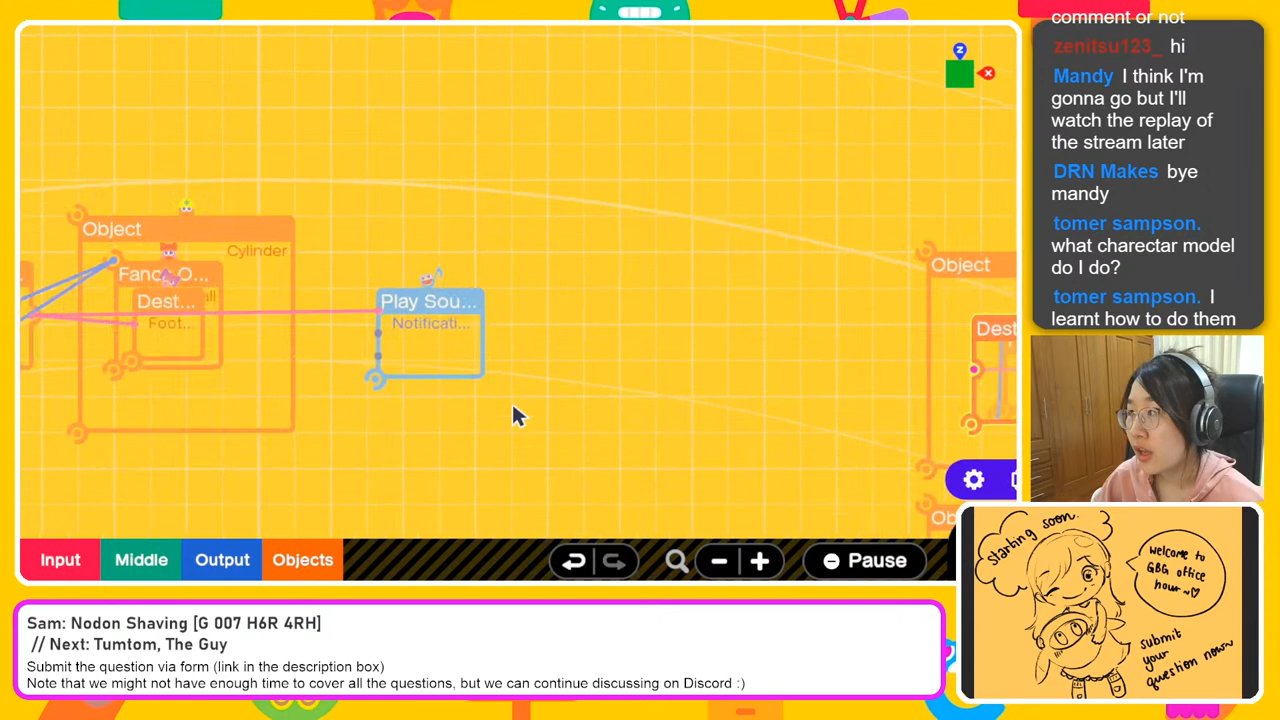 comment or not
zenitsu123_ hi
Mandy I think I'm
gonna go but I'll
watch the replay of
the stream later
DRN Makes bye
mandy
tomer sampson.
what charectar model
do I do?
tomer sampson. I
learnt how to do them
Z
X
Object
Cylinder
Fanc
O...
all
Dest...
Foot..
Play Sou...
Notificati...
Object
Dest
Ob
Input
Middle
Output
Objects
Pause
starting soon.
welcome to
GBG office
hour~
submit
your
question now~
Sam: Nodon Shaving [G 007 H6R 4RH]
// Next: Tumtom, The Guy
Submit the question via form (link in the description box)
Note that we might not have enough time to cover all the questions, but we can continue discussing on Discord :)